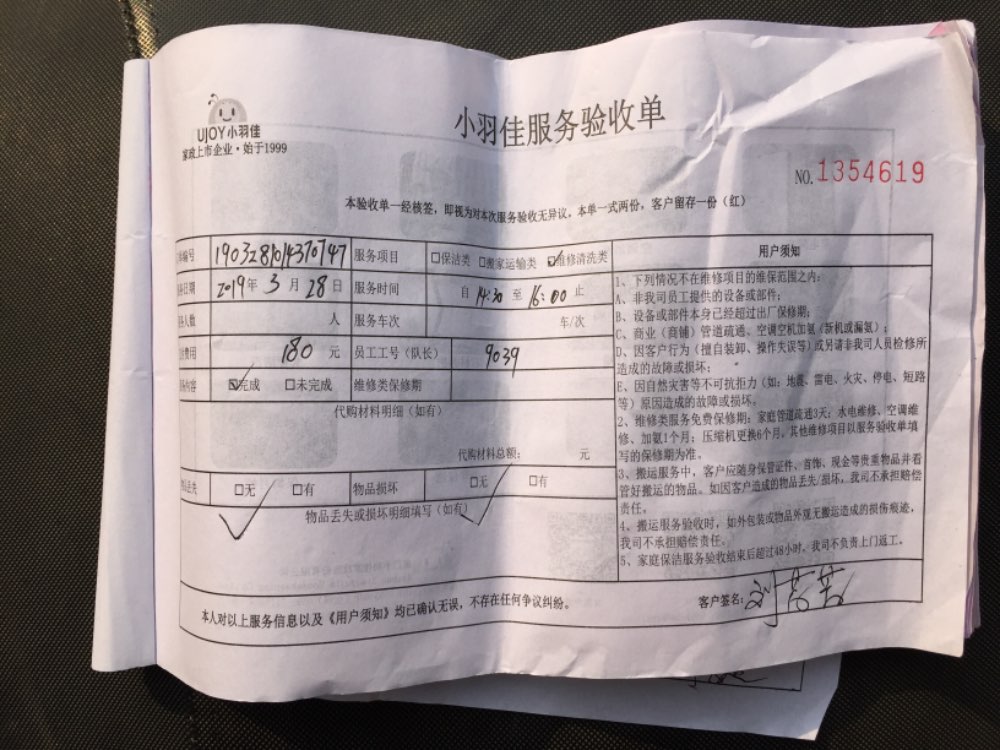 UJOY小羽佳
家政上市企业·始于1999
小羽佳服务验收单
NO.1354619
本验收单一经核签，即视为对本次服务验收无异议，本单一式两份，客户留存一份（红）
编号 服务项目 □保洁类 □搬家运输类 ☑维修清洗类
日期 2019年 3月 28日 服务时间 自 14:30 至 16:00 止
人数 人 服务车次 车/次
费用 180 元 员工工号（队长） 9039
内容 ☑完成 □未完成 维修类保修期
代购材料明细（如有）
代购材料总额： 元
丢失 □无 □有 物品损坏 □无 □有
物品丢失或损坏明细填写（如有）
用户须知
1、下列情况不在维修项目的维保范围之内：
A、非我司员工提供的设备或部件；
B、设备或部件本身已经超过出厂保修期；
C、商业（商铺）管道疏通、空调空机加氨（新机或漏氨）；
D、因客户行为（擅自装卸、操作失误等）或另请非我司人员检修所
造成的故障或损坏；
E、因自然灾害等不可抗拒力（如：地震、雷电、火灾、停电、短路
等）原因造成的故障或损坏。
2、维修类服务免费保修期：家庭管道疏通3天；水电维修、空调维
修、加氨1个月；压缩机更换6个月，其他维修项目以服务验收单填
写的保修期为准。
3、搬运服务中，客户应随身保管证件、首饰、现金等贵重物品并看
管好搬运的物品。如因客户造成的物品丢失/损坏，我司不承担赔偿
责任。
4、搬运服务验收时，如外包装或物品外观无搬运造成的损伤痕迹，
我司不承担赔偿责任。
5、家庭保洁服务验收结束后超过48小时，我司不负责上门返工。
本人对以上服务信息以及《用户须知》均已确认无误，不存在任何争议纠纷。
客户签名：